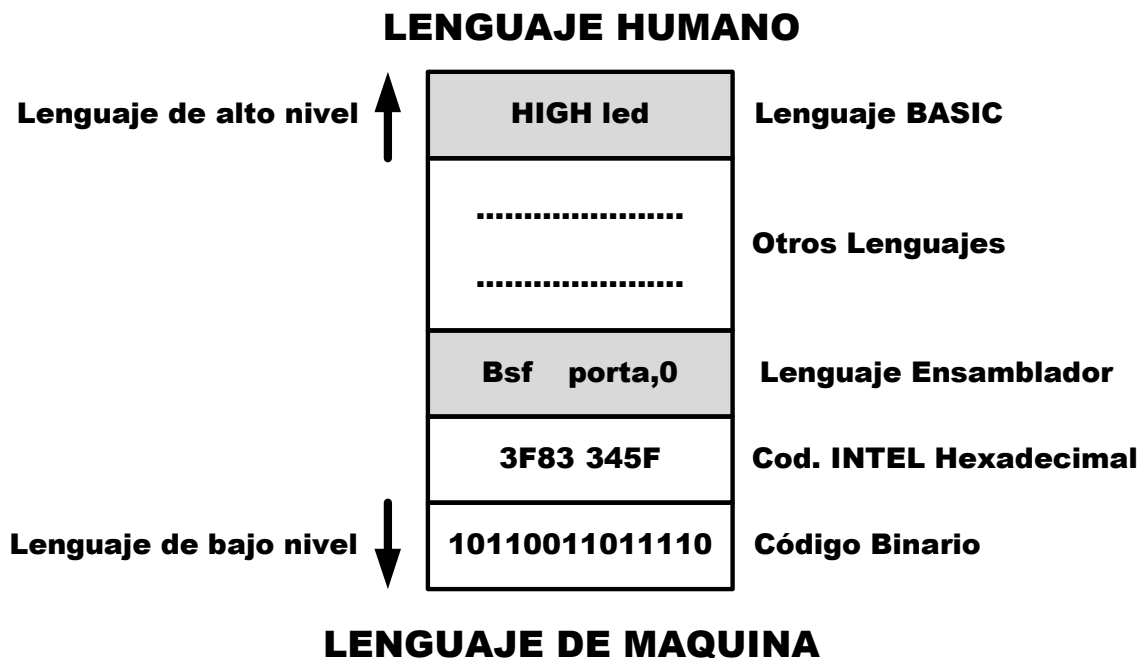 LENGUAJE HUMANO
Lenguaje de alto nivel
HIGH led
Lenguaje BASIC
......................
Otros Lenguajes
......................
Bsf porta,0
Lenguaje Ensamblador
3F83 345F
Cod. INTEL Hexadecimal
Lenguaje de bajo nivel
10110011011110
Código Binario
LENGUAJE DE MAQUINA